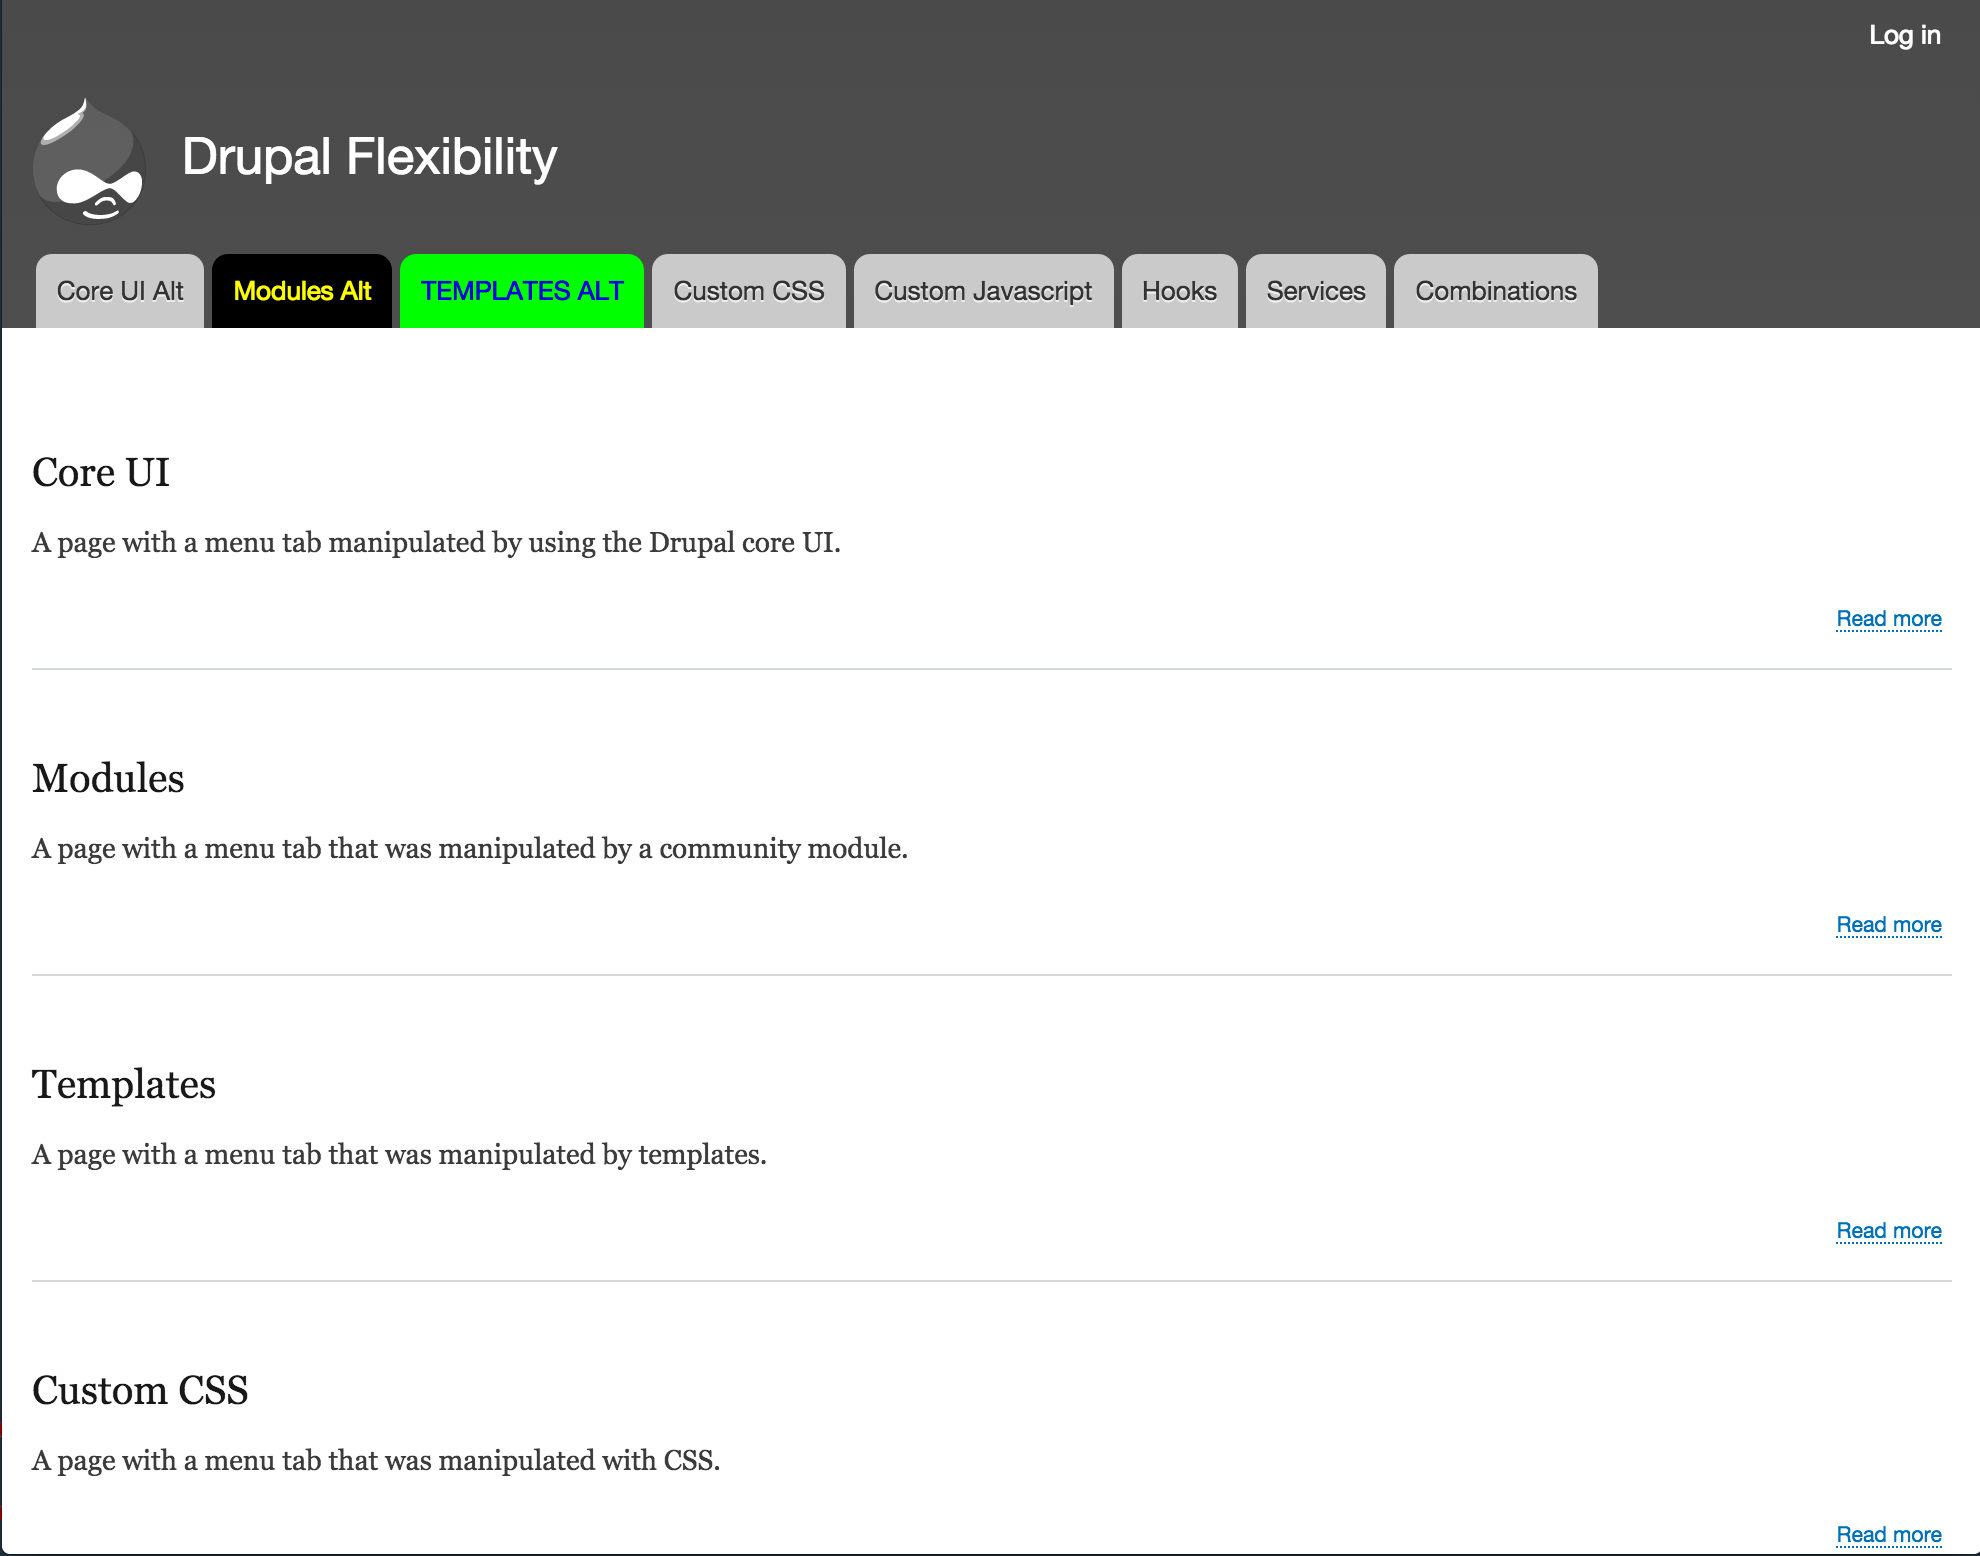 Log in
Drupal Flexibility
Core UI Alt
Modules Alt
TEMPLATES ALT
Custom CSS
Custom Javascript
Hooks
Services
Combinations
Core UI
A page with a menu tab manipulated by using the Drupal core UI.
Read more
Modules
A page with a menu tab that was manipulated by a community module.
Read more
Templates
A page with a menu tab that was manipulated by templates.
Read more
Custom CSS
A page with a menu tab that was manipulated with CSS.
Read more